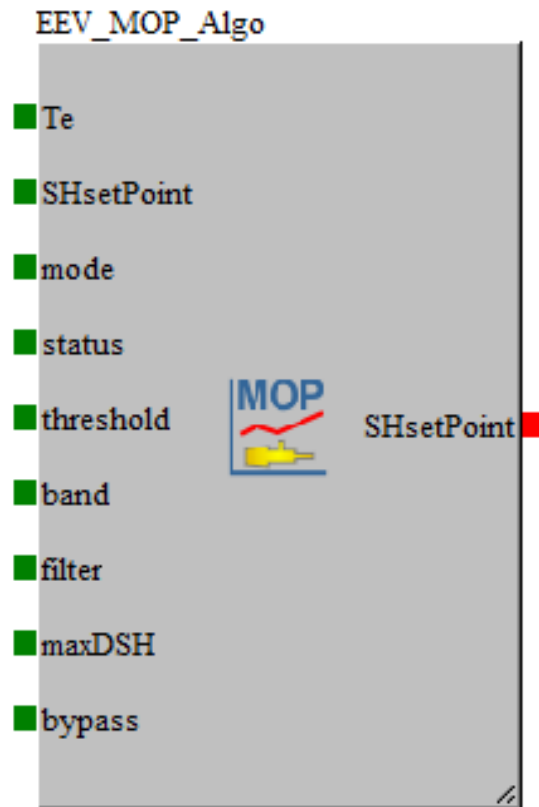 EEV_MOP_Algo
Te
SHsetPoint
mode
status
threshold
MOP
SHsetPoint
band
filter
maxDSH
bypass